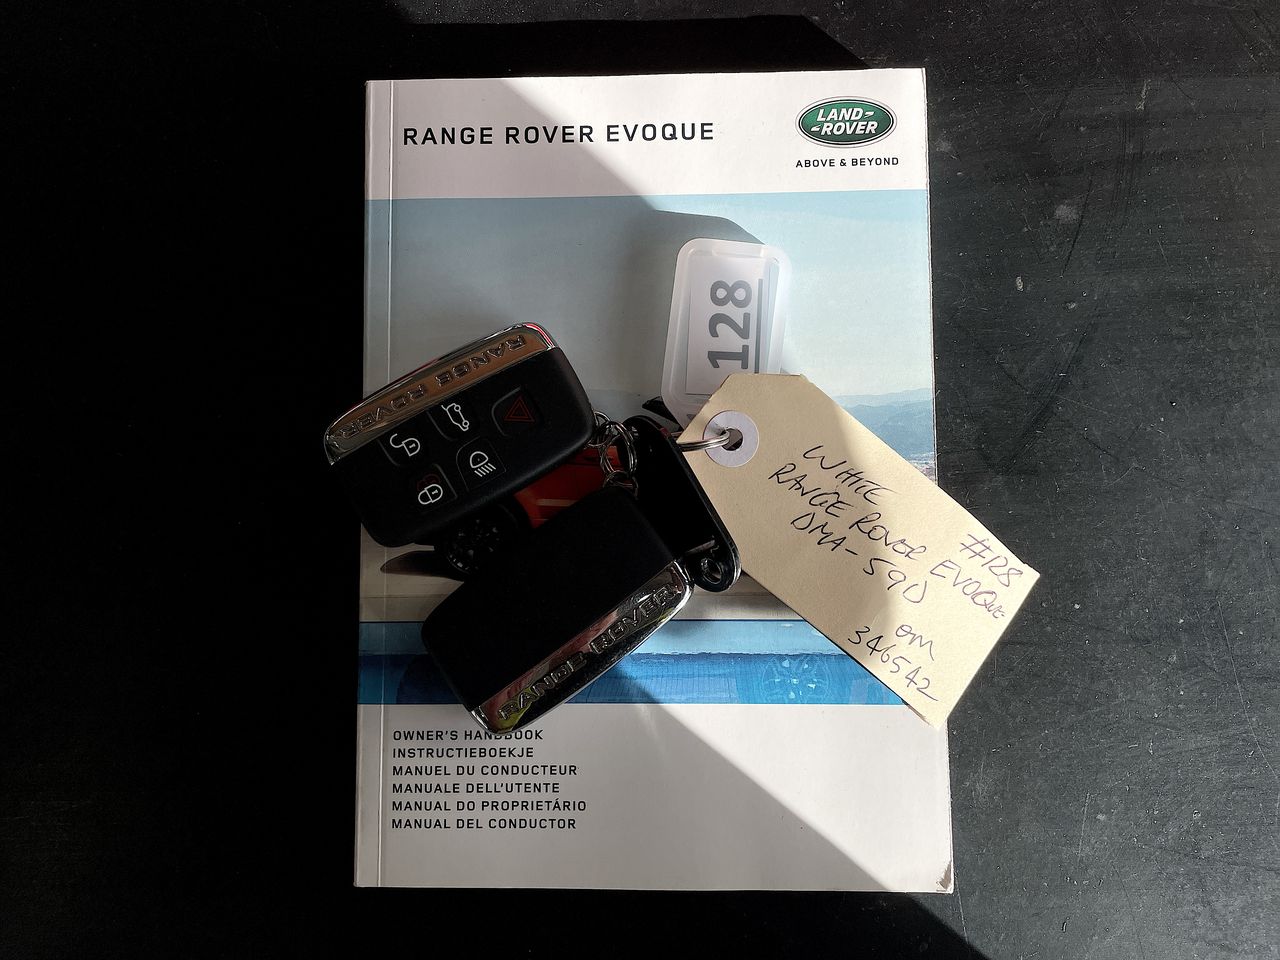 RANGE ROVER EVOQUE
LAND-
-ROVER
ABOVE & BEYOND
128
RANGE ROVER
WHITE
RANGE ROVER EVOQUE
DMA-590
#128
om
346542
RANGE ROVER
OWNER'S HANDBOOK
INSTRUCTIEBOEKJE
MANUEL DU CONDUCTEUR
MANUALE DELL'UTENTE
MANUAL DO PROPRIETÁRIO
MANUAL DEL CONDUCTOR